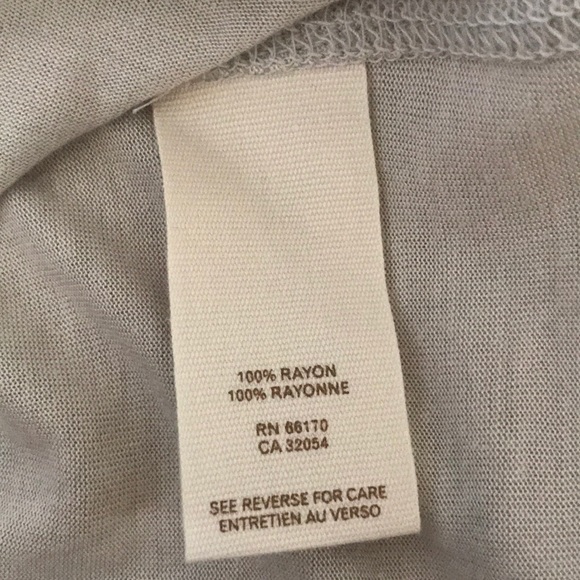 100% RAYON
100% RAYONNE
RN 66170
CA 32054
SEE REVERSE FOR CARE
ENTRETIEN AU VERSO